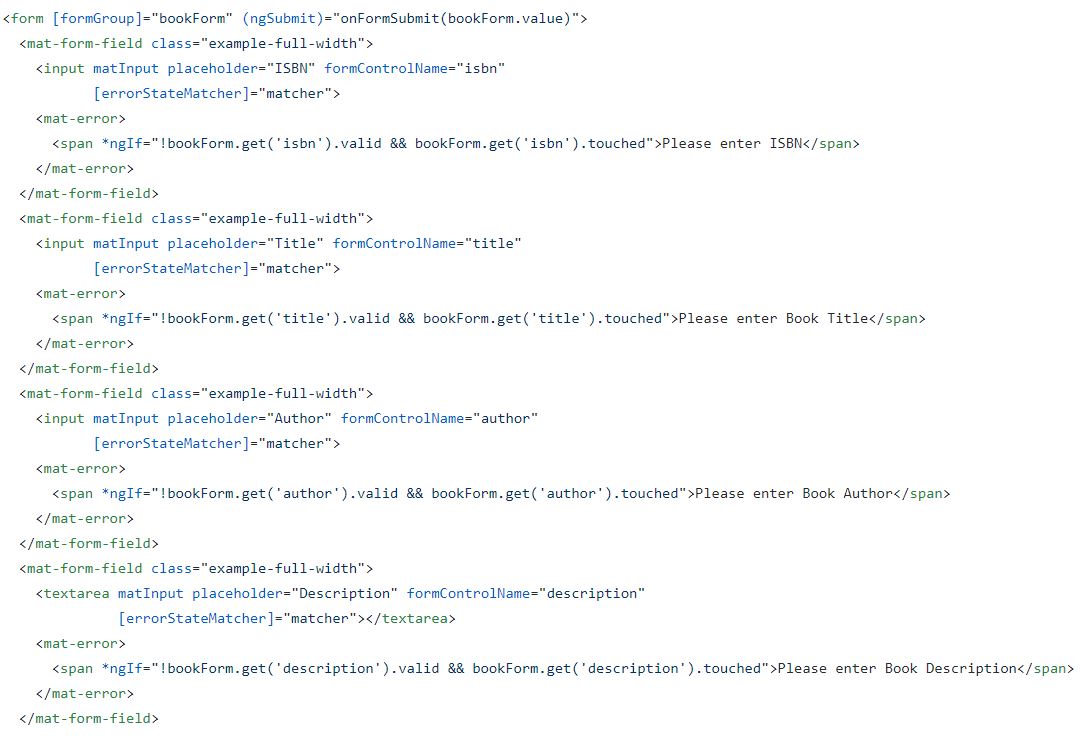 <form [formGroup]="bookForm" (ngSubmit)="onFormSubmit(bookForm.value)">
  <mat-form-field class="example-full-width">
    <input matInput placeholder="ISBN" formControlName="isbn"
           [errorStateMatcher]="matcher">
    <mat-error>
      <span *ngIf="!bookForm.get('isbn').valid && bookForm.get('isbn').touched">Please enter ISBN</span>
    </mat-error>
  </mat-form-field>
  <mat-form-field class="example-full-width">
    <input matInput placeholder="Title" formControlName="title"
           [errorStateMatcher]="matcher">
    <mat-error>
      <span *ngIf="!bookForm.get('title').valid && bookForm.get('title').touched">Please enter Book Title</span>
    </mat-error>
  </mat-form-field>
  <mat-form-field class="example-full-width">
    <input matInput placeholder="Author" formControlName="author"
           [errorStateMatcher]="matcher">
    <mat-error>
      <span *ngIf="!bookForm.get('author').valid && bookForm.get('author').touched">Please enter Book Author</span>
    </mat-error>
  </mat-form-field>
  <mat-form-field class="example-full-width">
    <textarea matInput placeholder="Description" formControlName="description"
              [errorStateMatcher]="matcher"></textarea>
    <mat-error>
      <span *ngIf="!bookForm.get('description').valid && bookForm.get('description').touched">Please enter Book Description</span>
    </mat-error>
  </mat-form-field>